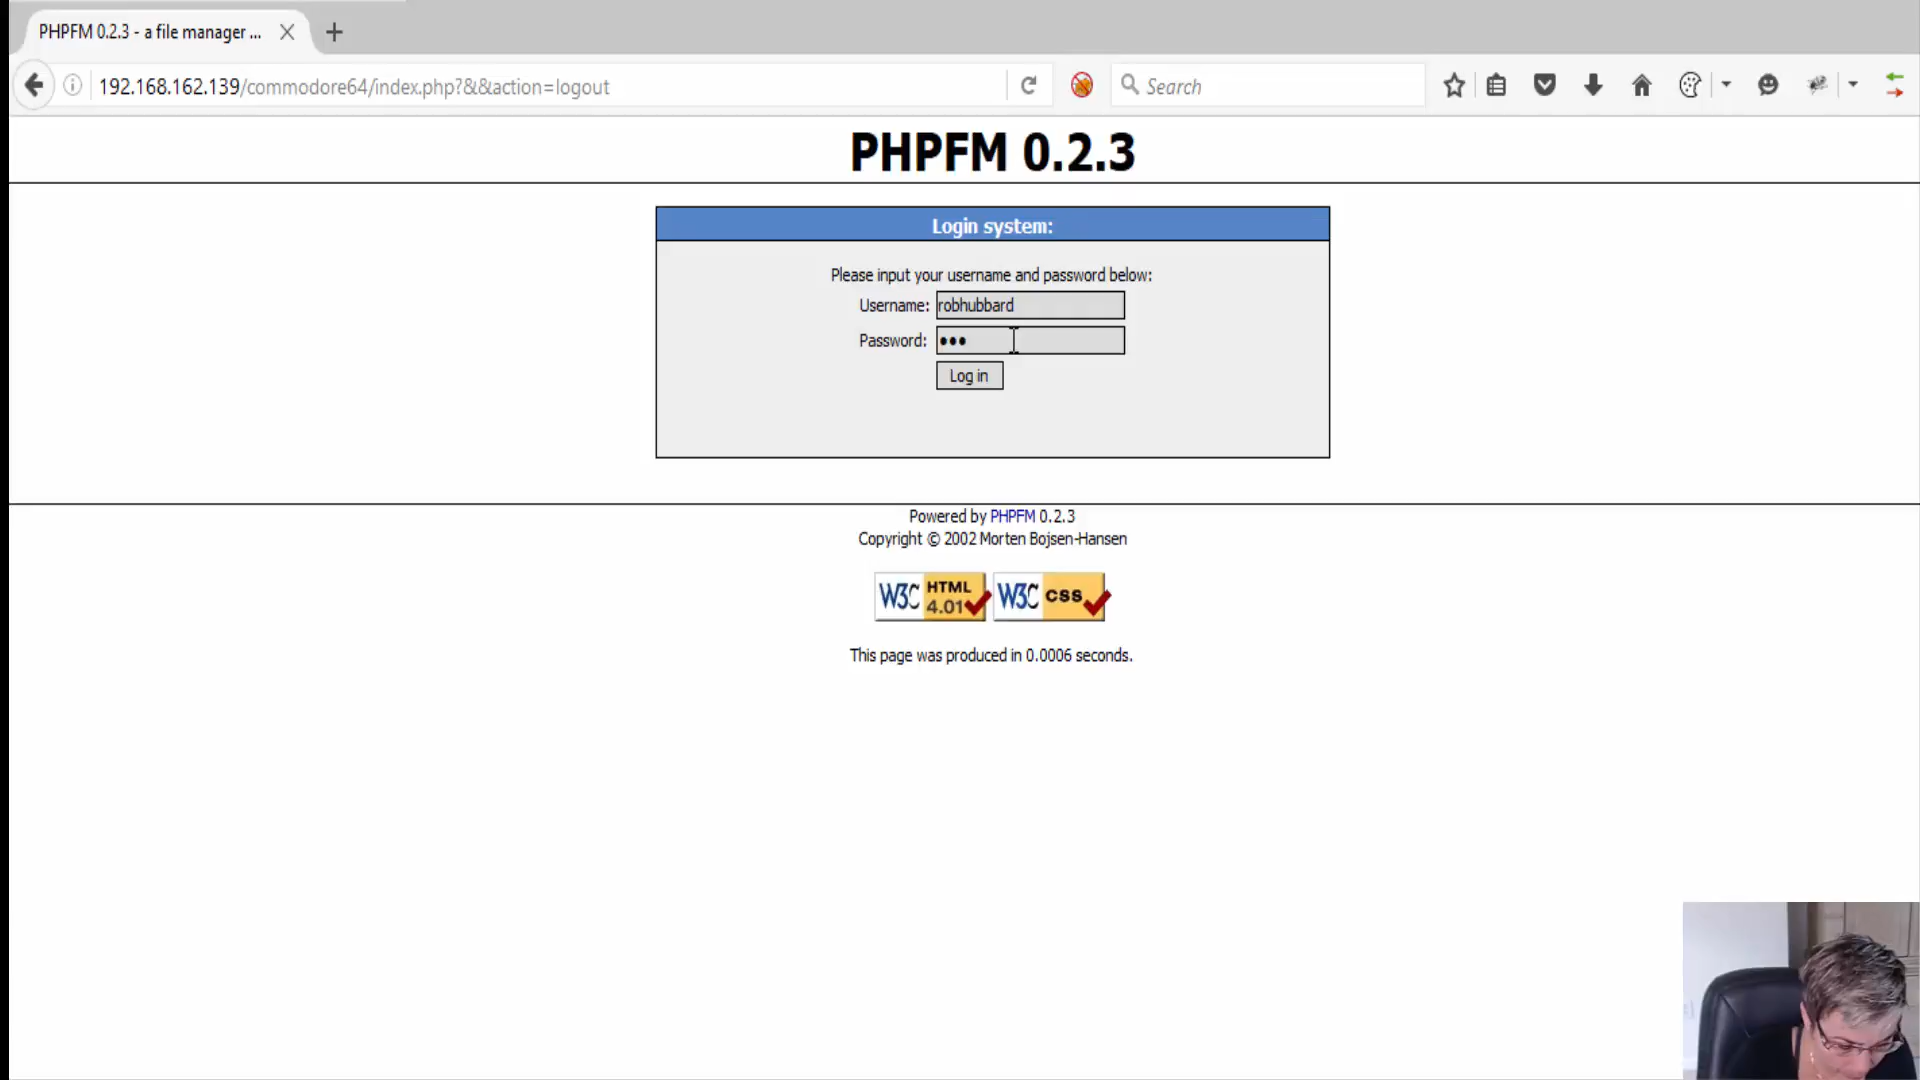 PHPFM 0.2.3 - a file manager ...
192.168.162.139/commodore64/index.php?&&action=logout
Search
PHPFM 0.2.3
Login system:
Please input your username and password below:
Username: robhubbard
Password: •••
Log in
Powered by PHPFM 0.2.3
Copyright © 2002 Morten Bojsen-Hansen
W3C HTML 4.01 W3C CSS
This page was produced in 0.0006 seconds.